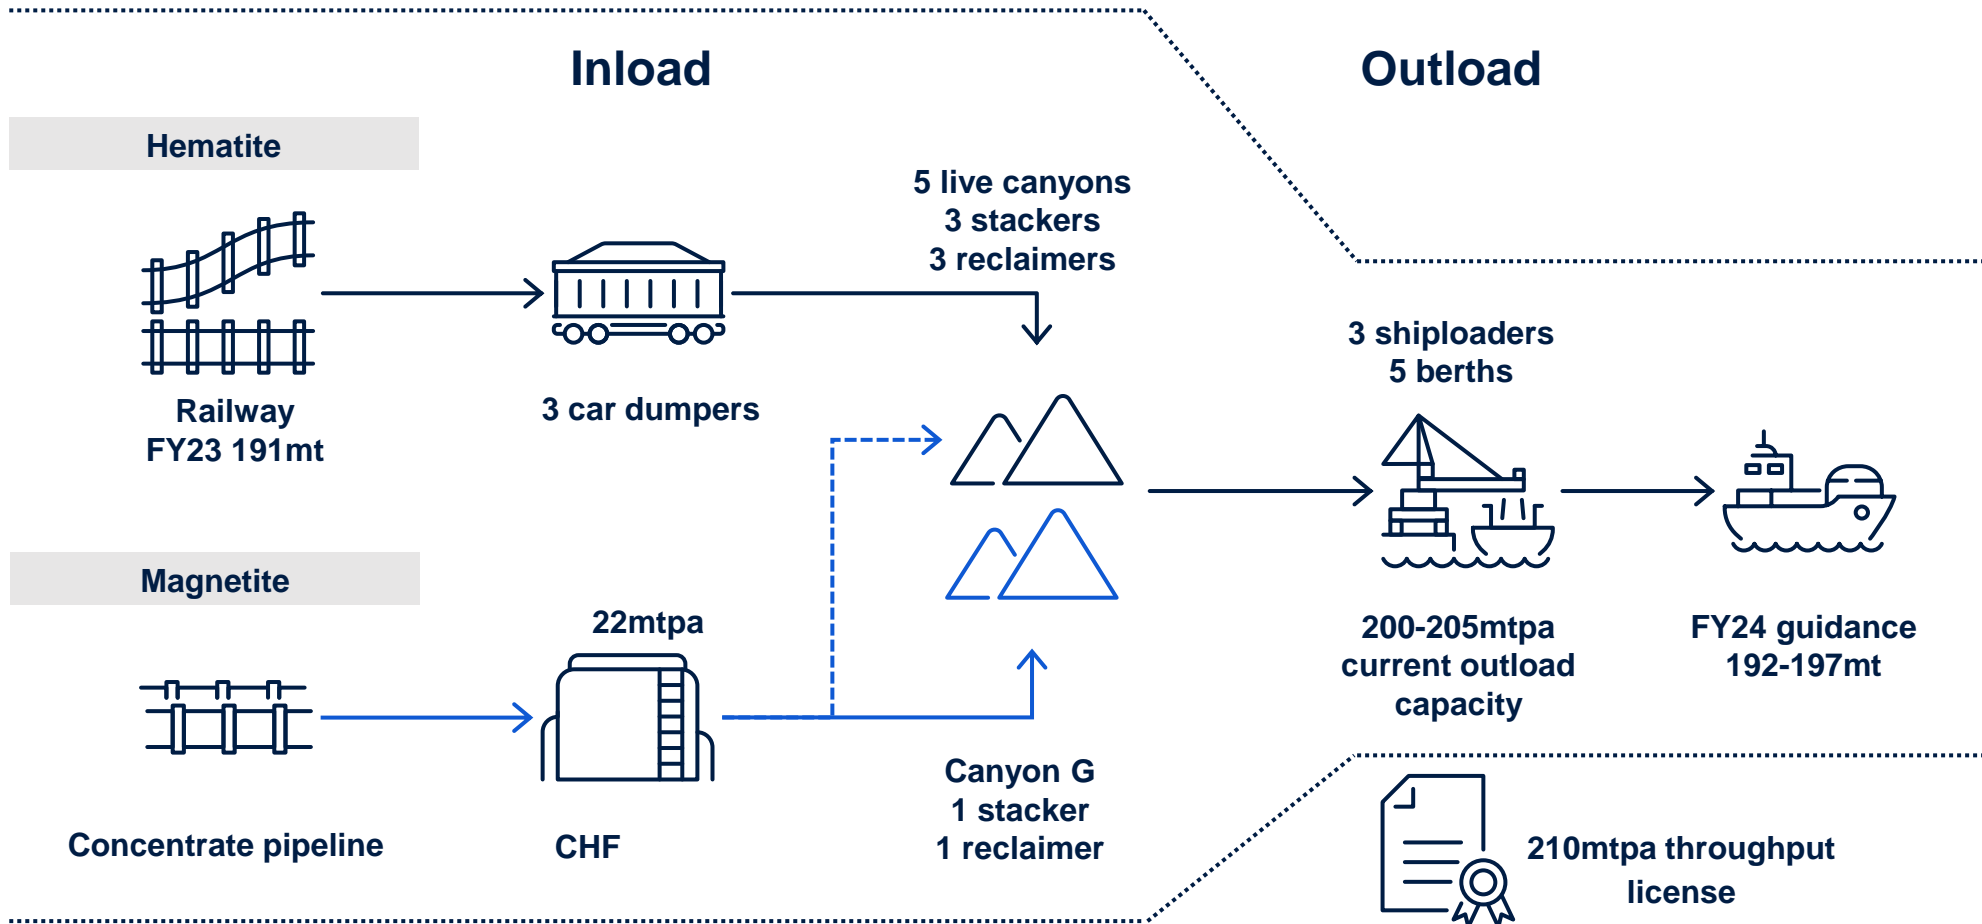 Inload
Outload
Hematite
5 live canyons
3 stackers
3 reclaimers
Railway
FY23 191mt
3 car dumpers
3 shiploaders
5 berths
Magnetite
22mtpa
Concentrate pipeline
CHF
Canyon G
1 stacker
1 reclaimer
200-205mtpa
current outload
capacity
FY24 guidance
192-197mt
210mtpa throughput
license